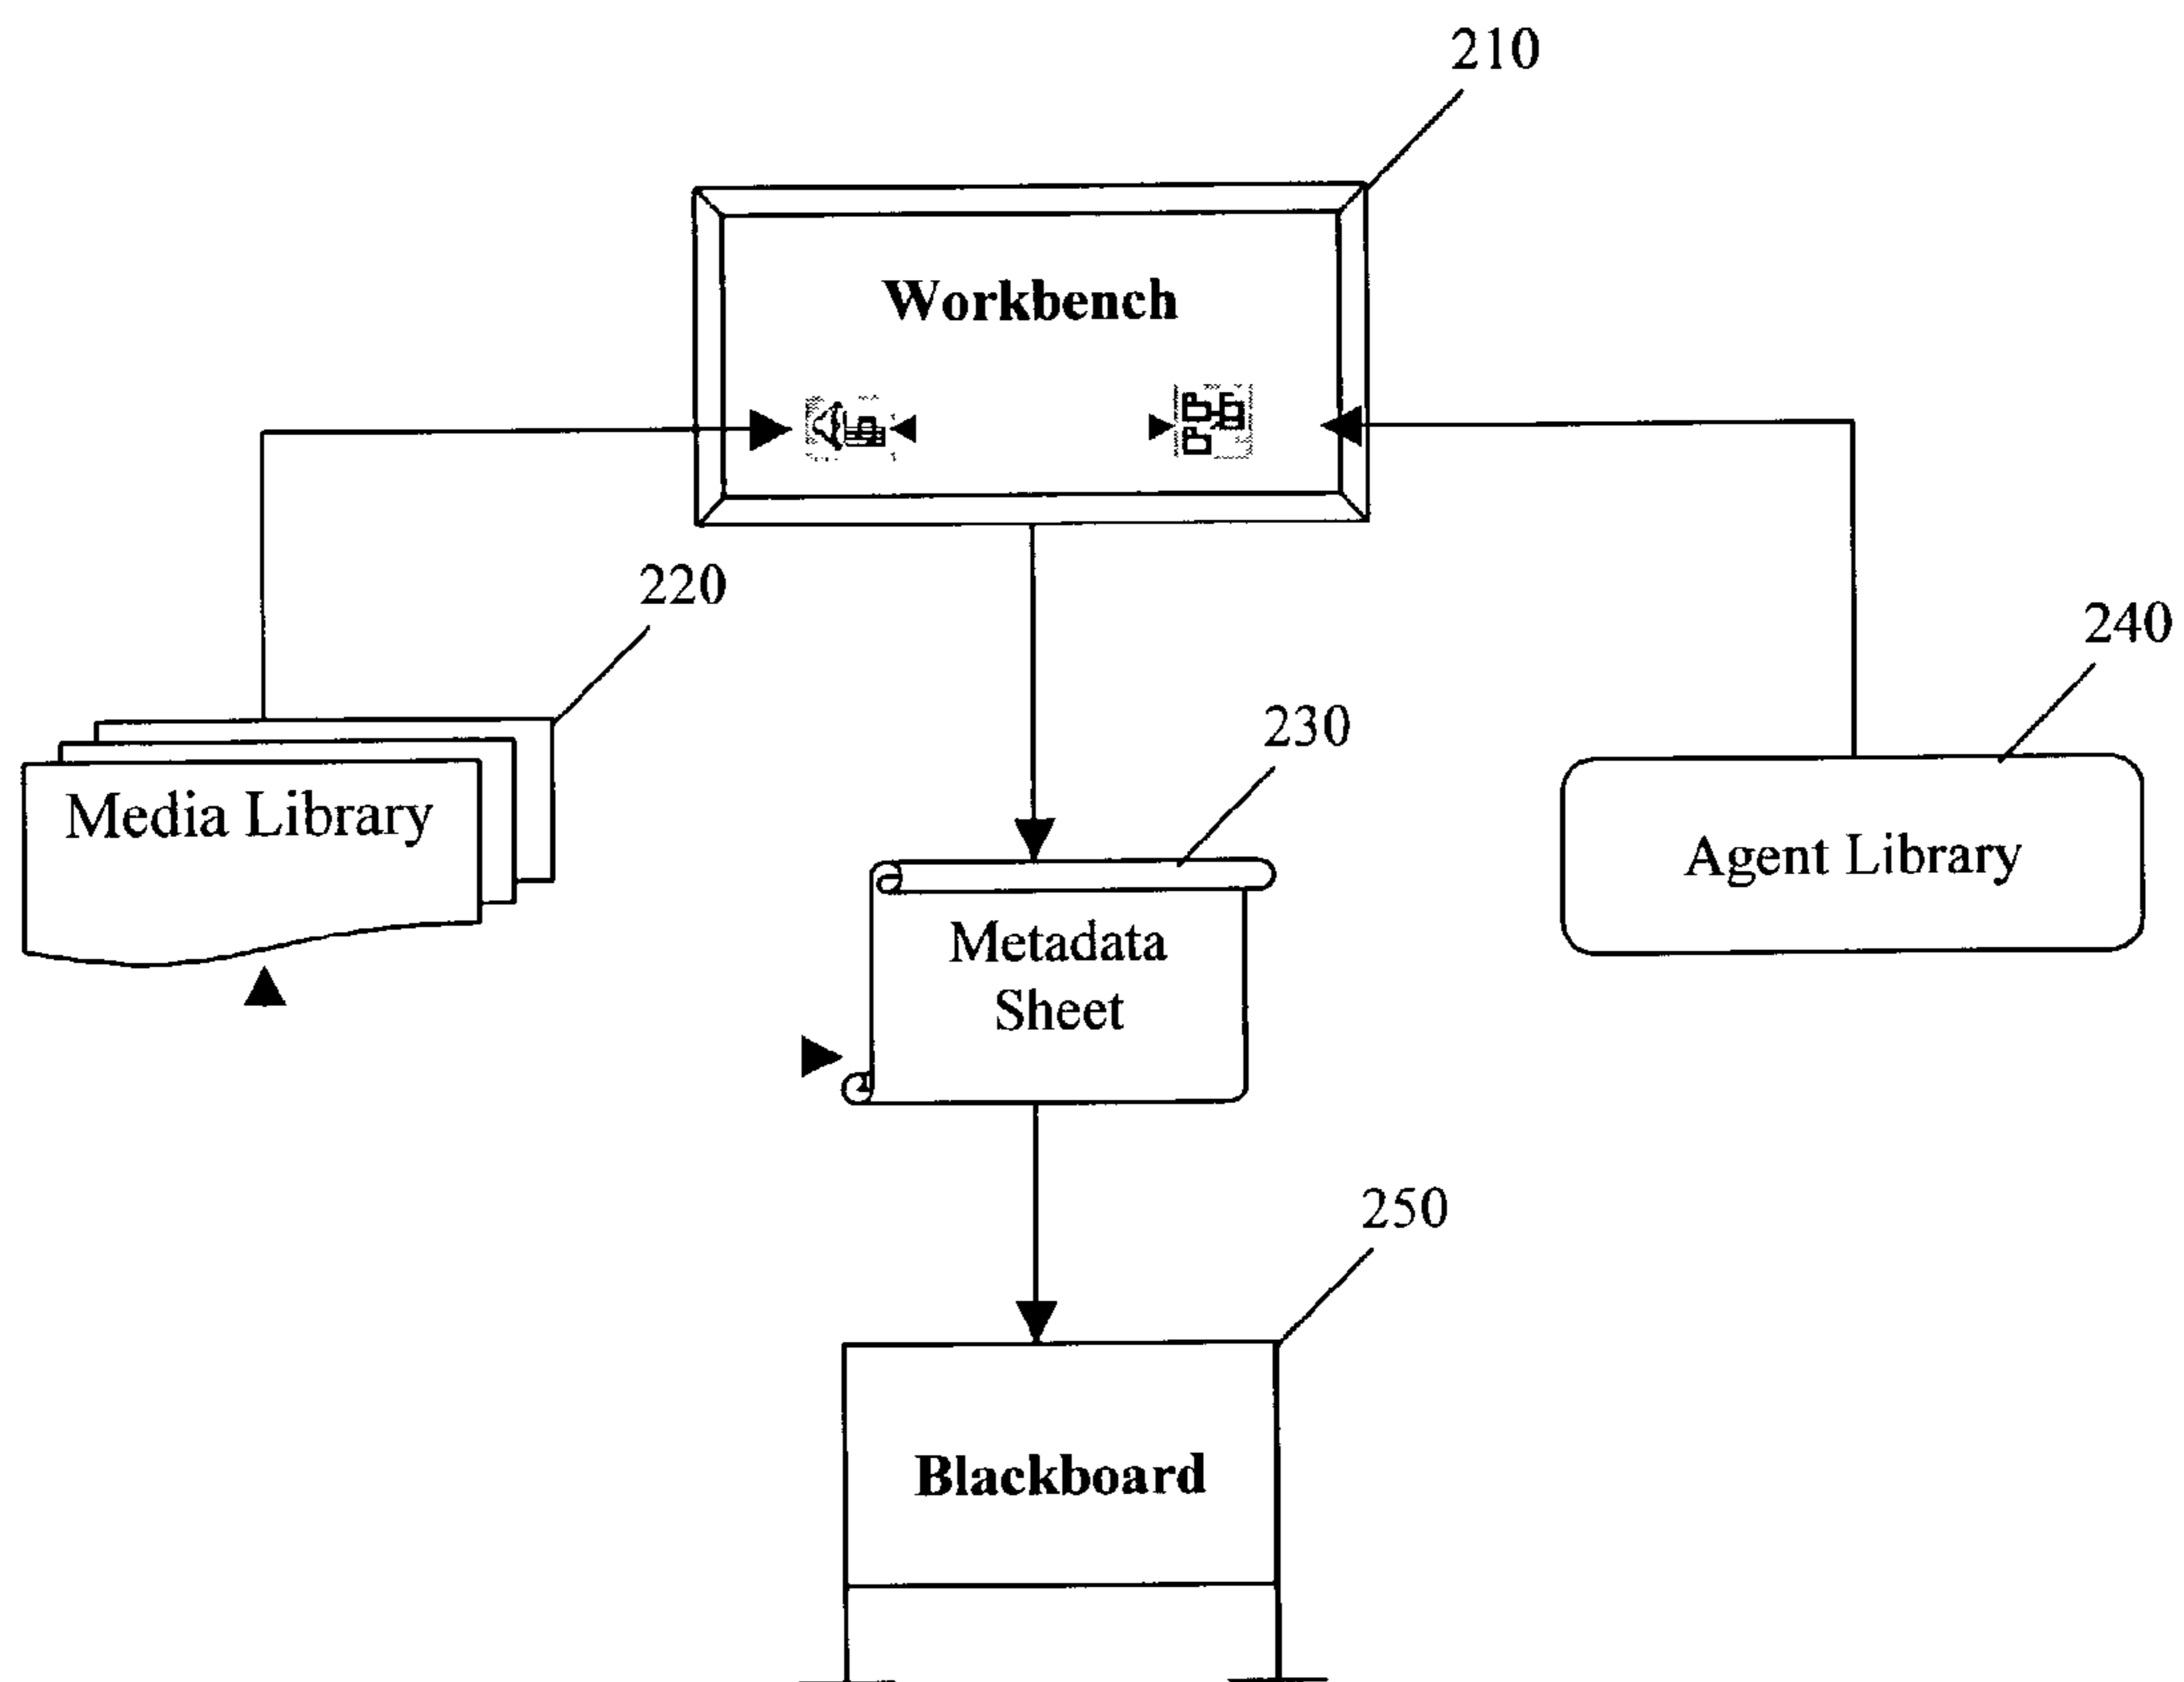 210
Workbench
220
240
230
Media Library
Agent Library
Metadata
Sheet
250
Blackboard